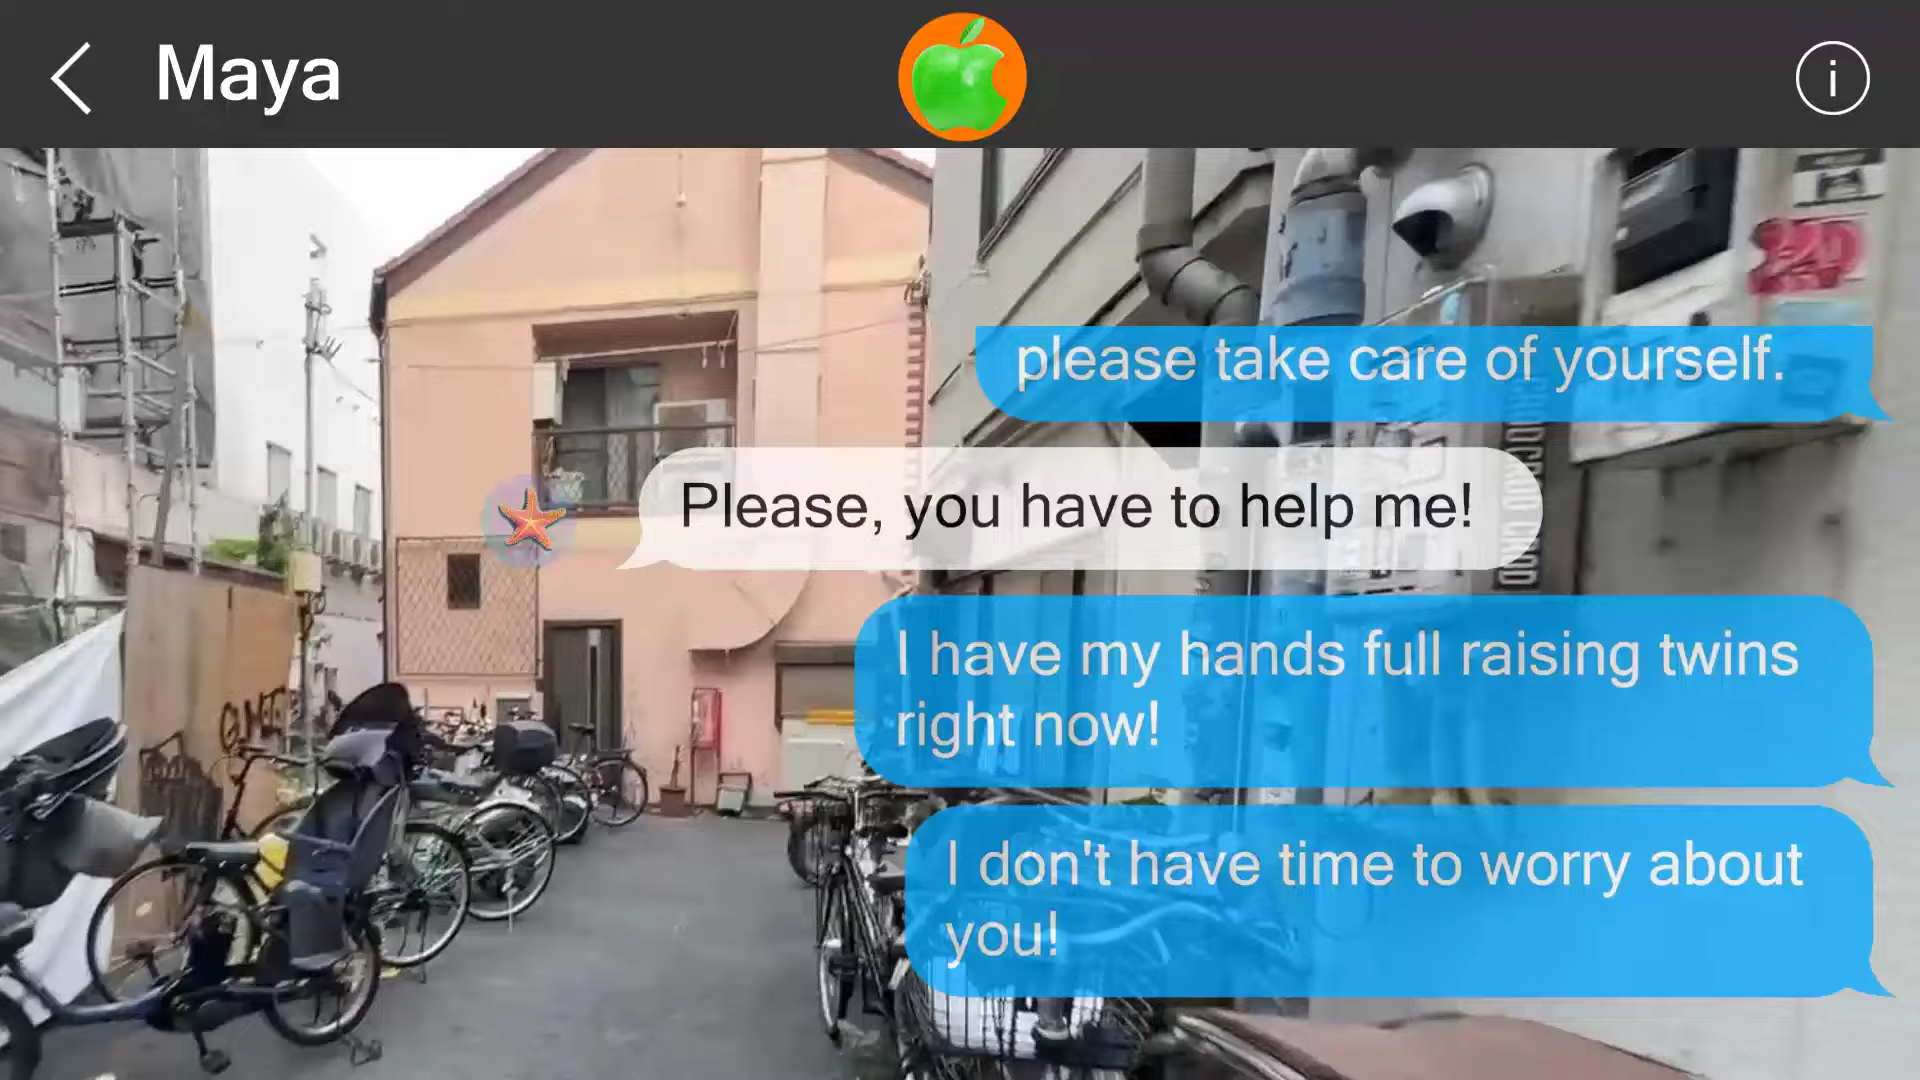 Maya
please take care of yourself.
Please, you have to help me!
I have my hands full raising twins
right now!
I don't have time to worry about
you!